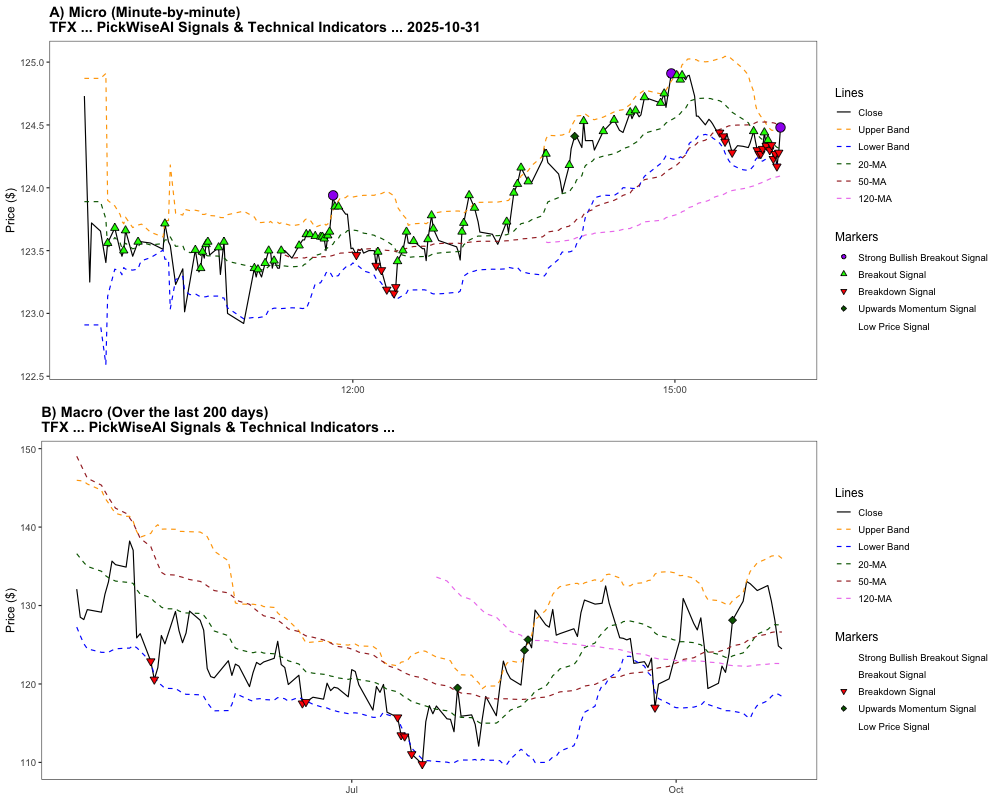 A) Micro (Minute-by-minute)
TFX ... PickWiseAI Signals & Technical Indicators ... 2025-10-31
125.0
124.5
124.0
123.5
123.0
122.5
Price ($)
12:00
15:00
Lines
Close
Upper Band
Lower Band
20-MA
50-MA
120-MA
Markers
Strong Bullish Breakout Signal
Breakout Signal
Breakdown Signal
Upwards Momentum Signal
Low Price Signal
B) Macro (Over the last 200 days)
TFX ... PickWiseAI Signals & Technical Indicators ...
150
140
130
120
110
Price ($)
Jul
Oct
Lines
Close
Upper Band
Lower Band
20-MA
50-MA
120-MA
Markers
Strong Bullish Breakout Signal
Breakout Signal
Breakdown Signal
Upwards Momentum Signal
Low Price Signal